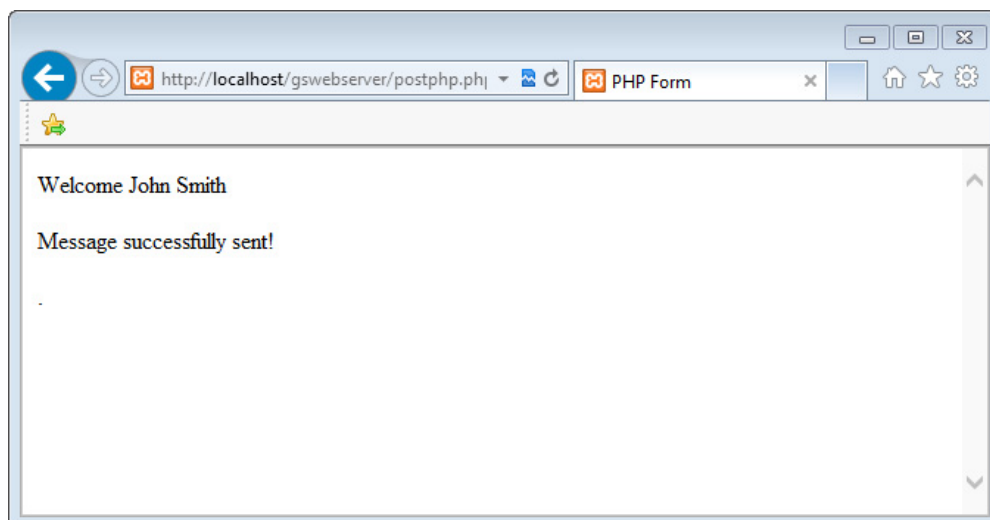 http://localhost/gswebserver/postphp.ph
PHP Form
Welcome John Smith
Message successfully sent!
.